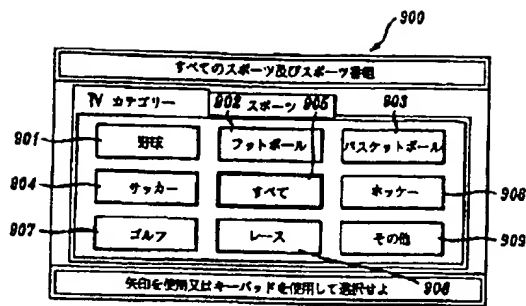 900
すべてのスポーツ及びスポーツ番組
TV カテゴリー 902 スポーツ 905 903
901 野球 フットボール バスケットボール
904 サッカー すべて ホッケー 906
907 ゴルフ レース その他 909
908
矢印を使用又はキーパッドを使用して選択せよ